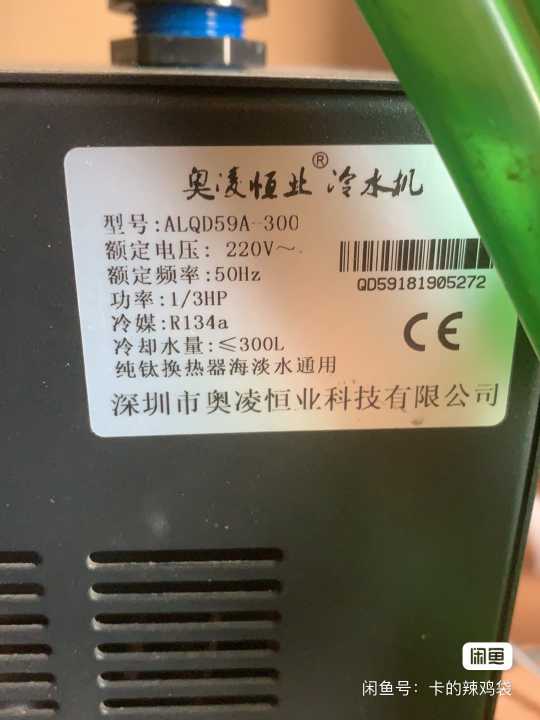 奥凌恒业® 冷水机
型号:ALQD59A-300
额定电压: 220V～
额定频率:50Hz
功率:1/3HP
冷媒:R134a
冷却水量:≤300L
纯钛换热器海淡水通用
深圳市奥凌恒业科技有限公司
QD59181905272
CE
闲鱼
闲鱼号：卡的辣鸡袋